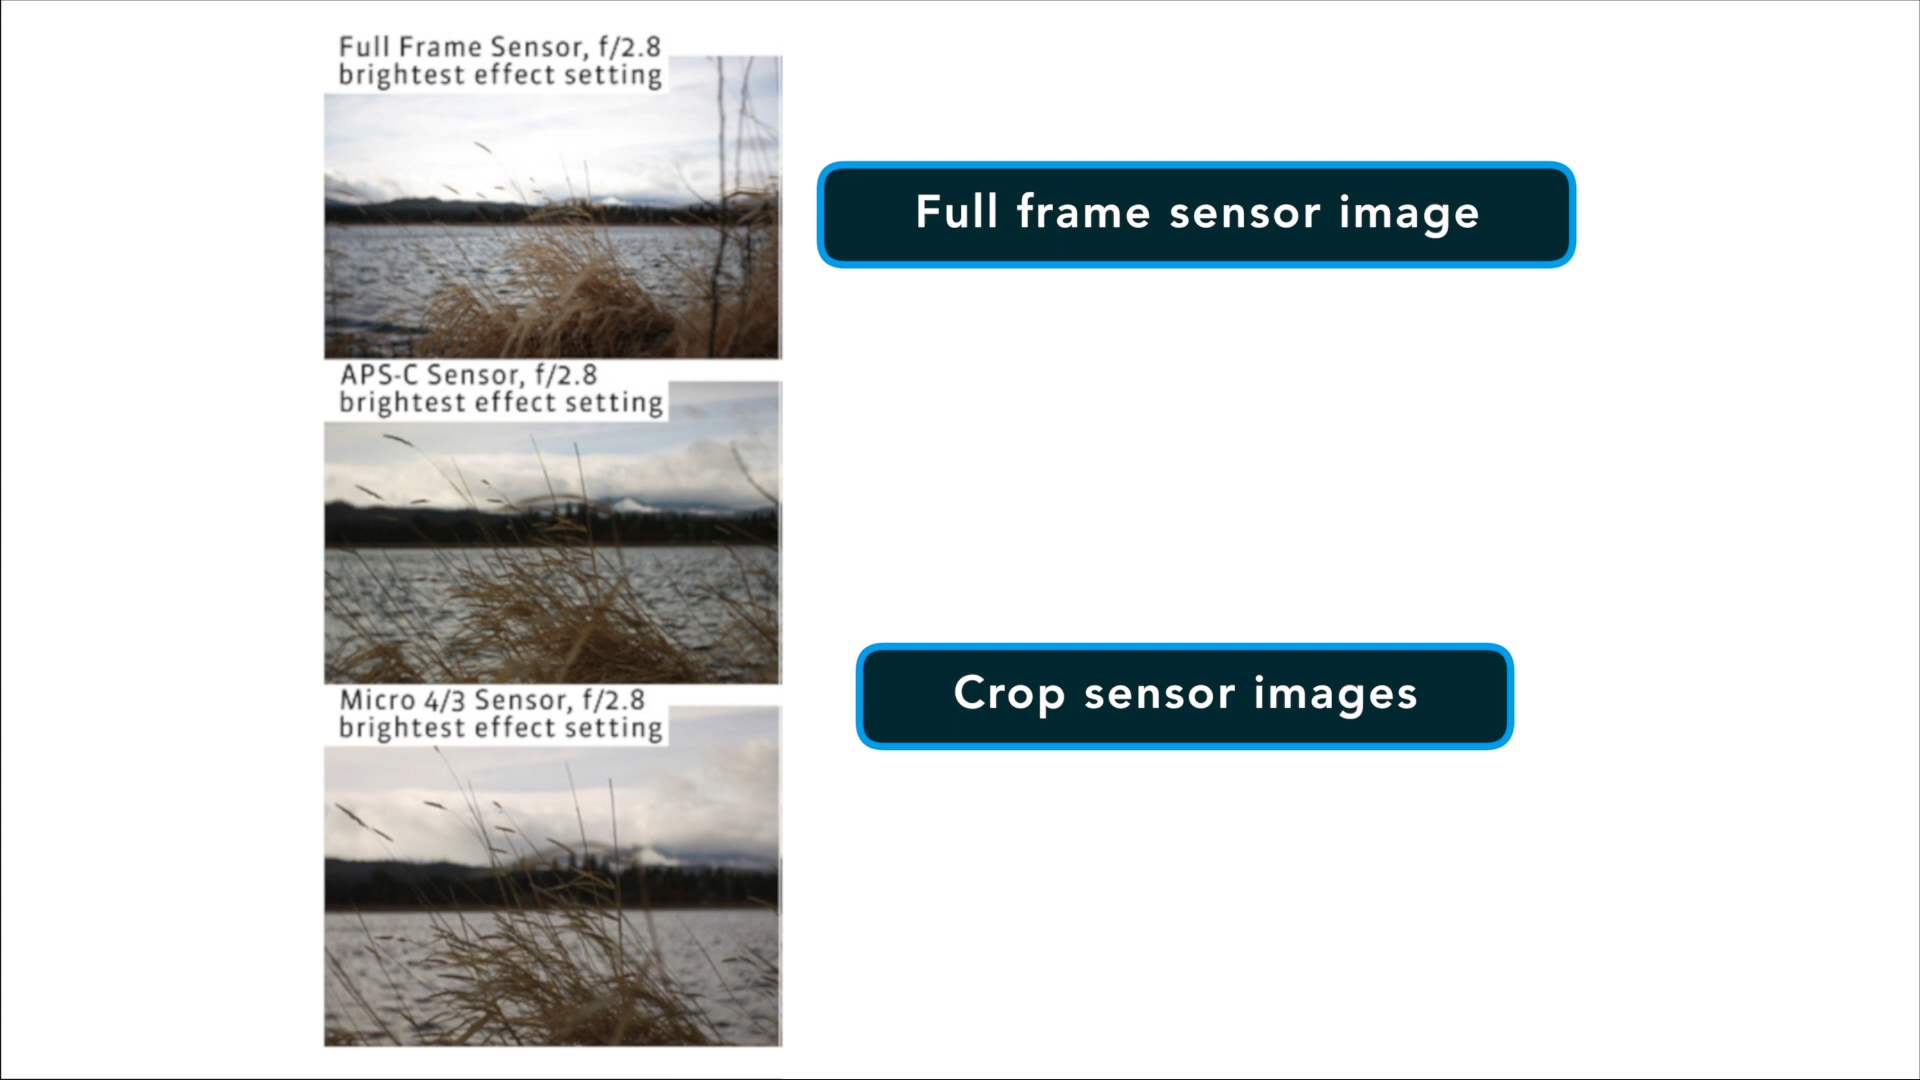 Full Frame Sensor, f/2.8
brightest effect setting
Full frame sensor image
APS-C Sensor, f/2.8
brightest effect setting
Crop sensor images
Micro 4/3 Sensor, f/2.8
brightest effect setting